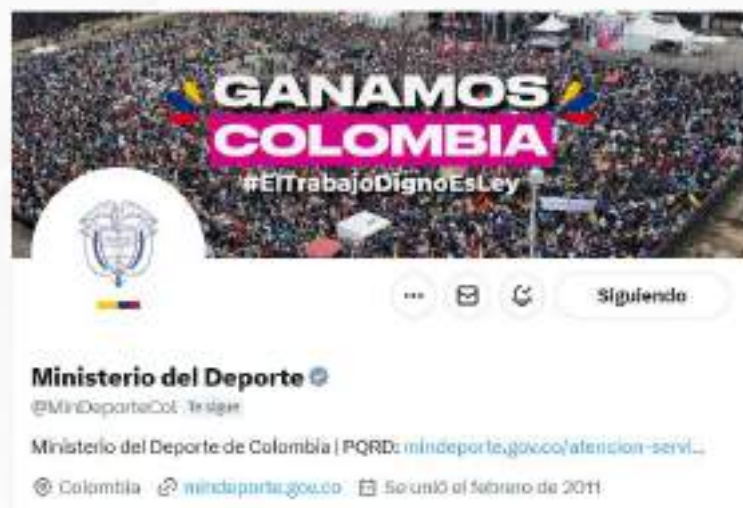 GANAMOS
COLOMBIA
#ElTrabajoDignoEsLey
Siguiendo
Ministerio del Deporte
@MinDeporteCol Te sigue
Ministerio del Deporte de Colombia | PQRD: mindeporte.gov.co/atencion-servi...
Colombia mindeporte.gov.co Se unió el febrero de 2011